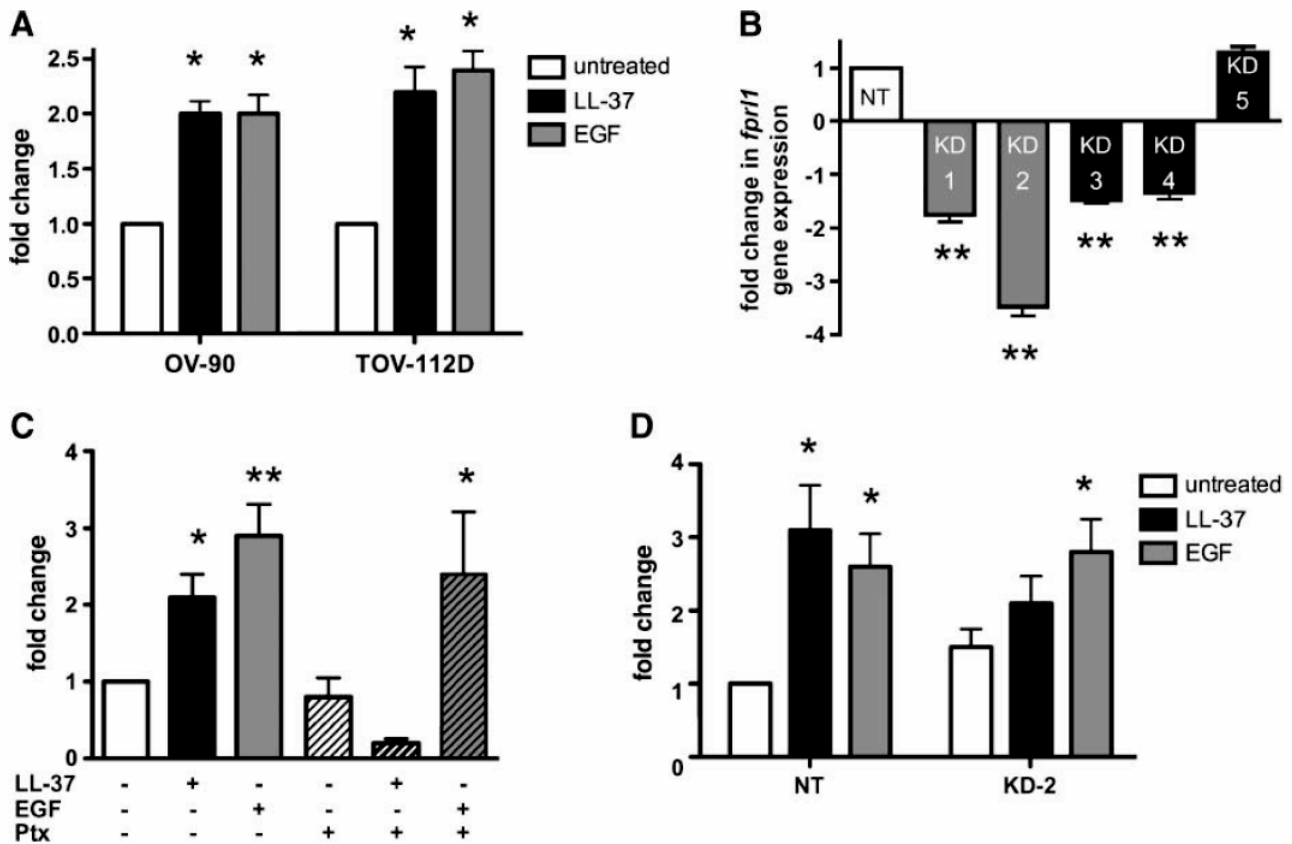 A
fold change
2.5
2.0
1.5
1.0
0.5
0.0
* * * *
OV-90 TOV-112D
untreated
LL-37
EGF
B
fold change in fprl1
gene expression
1
0
-1
-2
-3
-4
NT
KD
1
KD
2
KD
3
KD
4
KD
5
** ** ** **
C
fold change
4
3
2
1
0
* ** *
LL-37 - + - - + -
EGF - - + - - +
Ptx - - - + + +
D
fold change
4
3
2
1
0
* * *
NT KD-2
untreated
LL-37
EGF